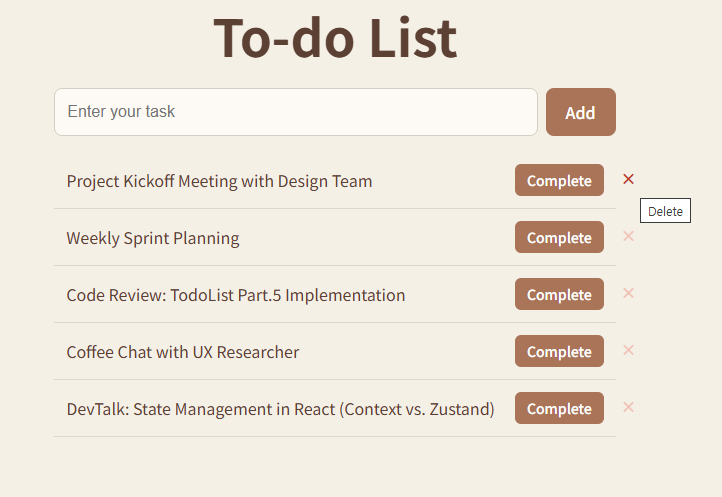 To-do List
Enter your task
Add
Project Kickoff Meeting with Design Team Complete ×
Delete
Weekly Sprint Planning Complete ×
Code Review: TodoList Part.5 Implementation Complete ×
Coffee Chat with UX Researcher Complete ×
DevTalk: State Management in React (Context vs. Zustand) Complete ×